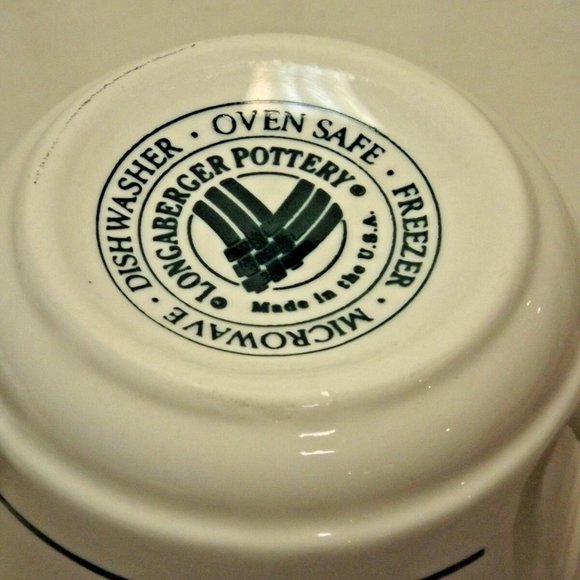 DISHWASHER · OVEN SAFE · FREEZER · MICROWAVE ·
© LONGABERGER POTTERY®
Made in the U.S.A.